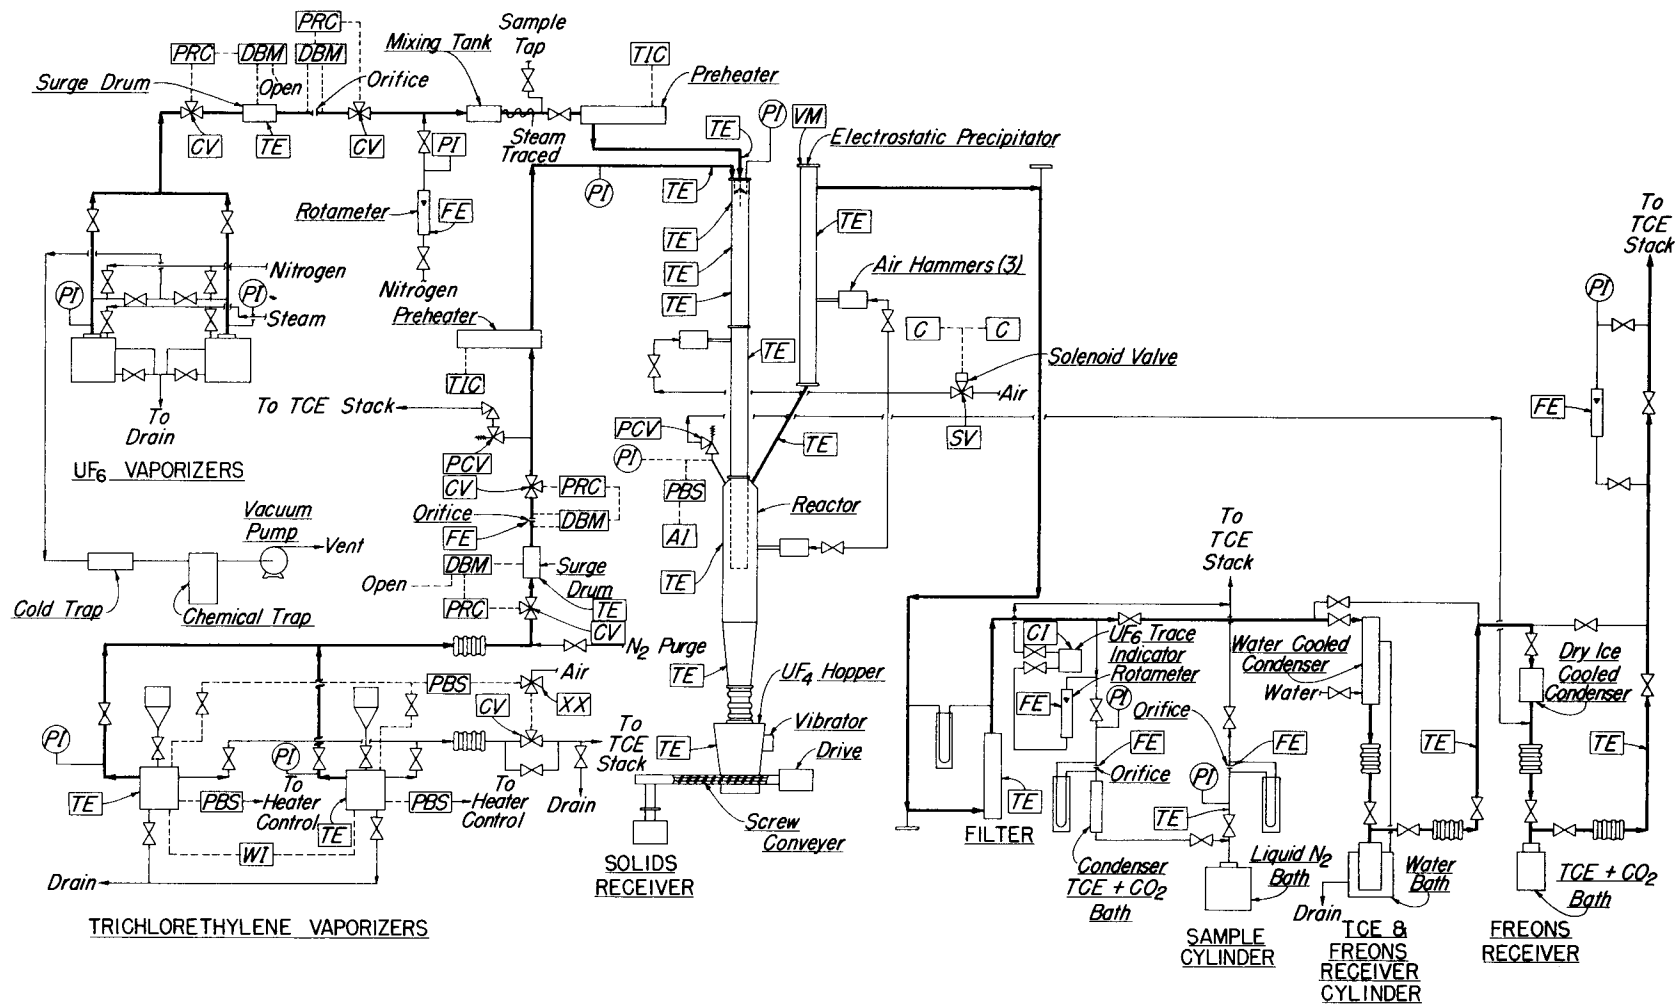 PRC
PRC
DBM
DBM
Open
Surge Drum
Orifice
Mixing Tank
Sample
Tap
TIC
Preheater
CV
TE
CV
Steam
Traced
PI
TE
PI
VM
Electrostatic Precipitator
Rotameter
FE
Nitrogen
PI
TE
TE
TE
TE
TE
TE
Air Hammers (3)
Nitrogen
PI
PI
Steam
To
Drain
UF6 VAPORIZERS
Preheater
TIC
To TCE Stack
PCV
CV
PRC
Orifice
DBM
FE
DBM
Open
Surge
Drum
PRC
TE
CV
N2 Purge
C
C
Solenoid Valve
Air
SV
PCV
PI
TE
PBS
AI
Reactor
TE
TE
UF4 Hopper
Vibrator
TE
Drive
Screw
Conveyer
SOLIDS
RECEIVER
Vacuum
Pump
Vent
Cold Trap
Chemical Trap
Air
PBS
XX
CV
To
TCE
Stack
PI
PI
TE
PBS
To
Heater
Control
TE
PBS
To
Heater
Control
Drain
WI
Drain
TRICHLORETHYLENE VAPORIZERS
To
TCE
Stack
CI
UF6 Trace
Indicator
Rotameter
FE
PI
FE
Orifice
TE
FILTER
Condenser
TCE + CO2
Bath
Orifice
FE
PI
TE
Liquid N2
Bath
SAMPLE
CYLINDER
Water Cooled
Condenser
Water
Drain
Water
Bath
TCE &
FREONS
RECEIVER
CYLINDER
TE
Dry Ice
Cooled
Condenser
TE
TCE + CO2
Bath
FREONS
RECEIVER
To
TCE
Stack
PI
FE